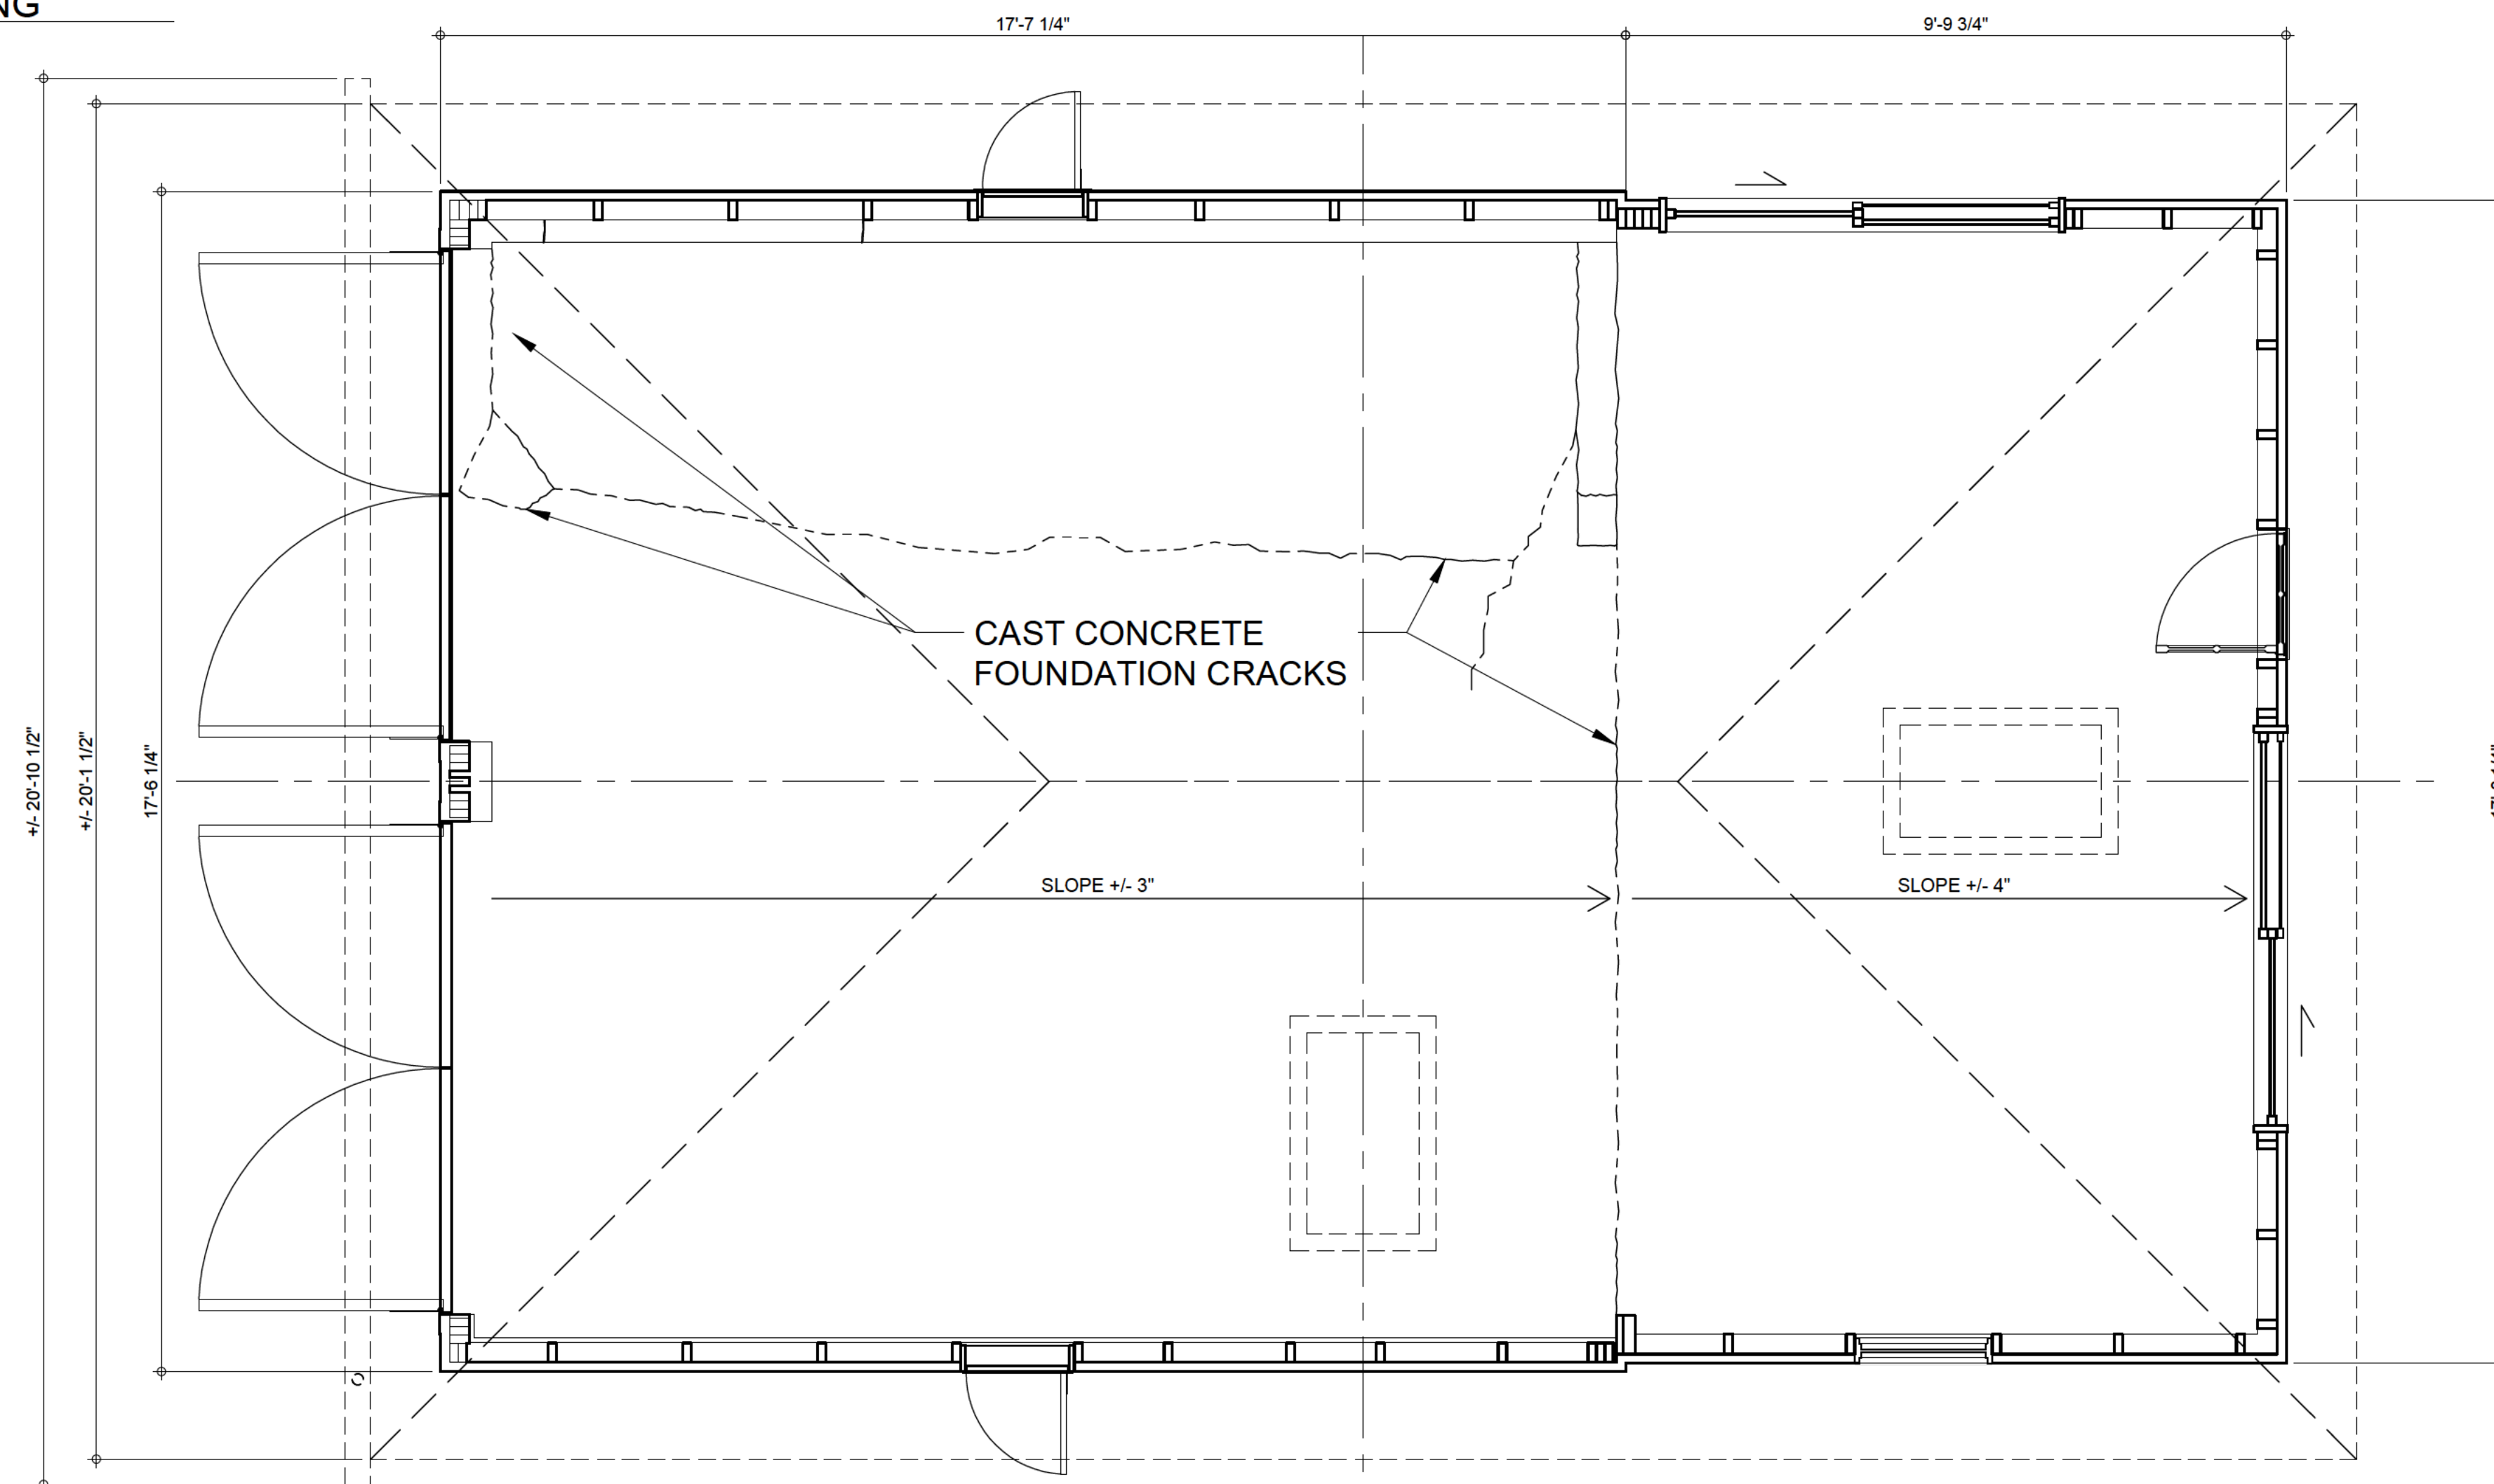 17'-7 1/4"
9'-9 3/4"
CAST CONCRETE
FOUNDATION CRACKS
+/- 20'-10 1/2"
+/- 20'-1 1/2"
17'-6 1/4"
SLOPE +/- 3"
SLOPE +/- 4"